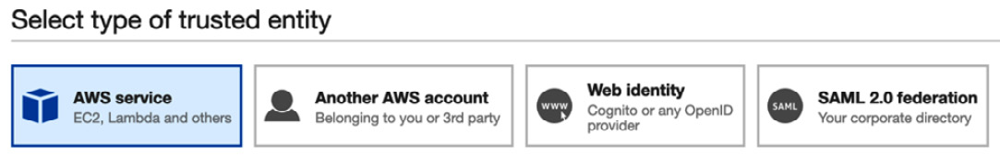 Select type of trusted entity
AWS service
EC2, Lambda and others
Another AWS account
Belonging to you or 3rd party
WWW
Web identity
Cognito or any OpenID
provider
SAML
SAML 2.0 federation
Your corporate directory